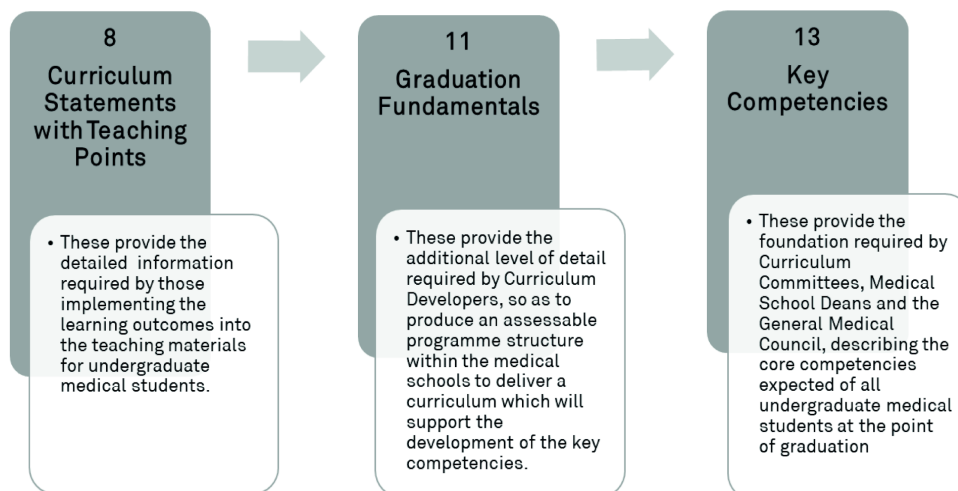 8
Curriculum
Statements
with Teaching
Points
• These provide the
detailed information
required by those
implementing the
learning outcomes into
the teaching materials
for undergraduate
medical students.
11
Graduation
Fundamentals
• These provide the
additional level of detail
required by Curriculum
Developers, so as to
produce an assessable
programme structure
within the medical
schools to deliver a
curriculum which will
support the
development of the key
competencies.
13
Key
Competencies
• These provide the
foundation required by
Curriculum
Committees, Medical
School Deans and the
General Medical
Council, describing the
core competencies
expected of all
undergraduate medical
students at the point
of graduation